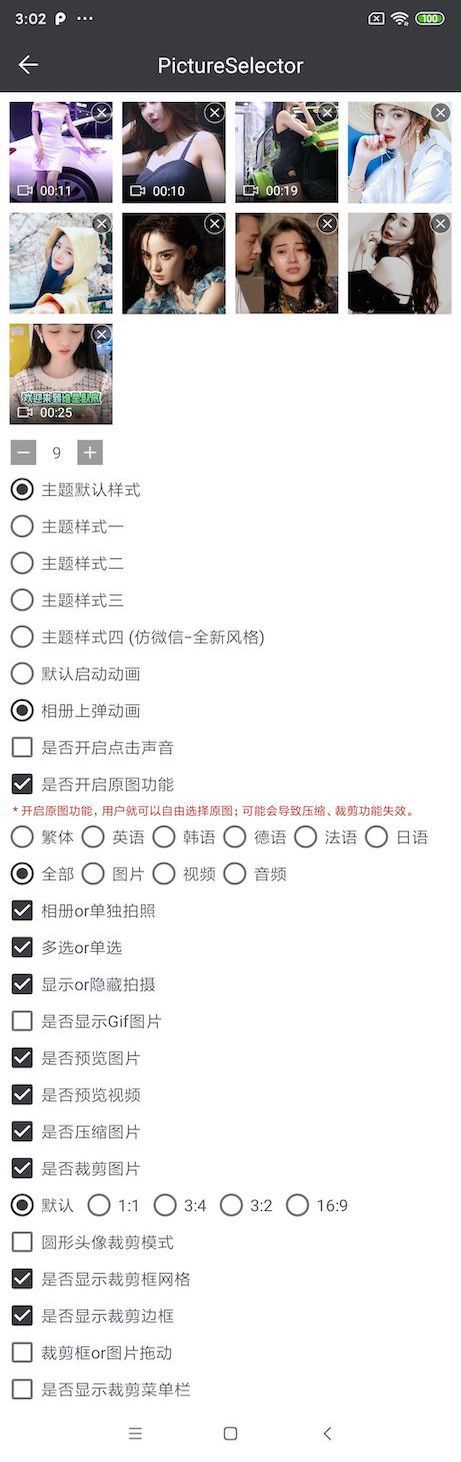 3:02 100
PictureSelector
00:11 00:10 00:19
欢迎来到谁是卧底
00:25
9
主题默认样式
主题样式一
主题样式二
主题样式三
主题样式四 (仿微信-全新风格)
默认启动动画
相册上弹动画
是否开启点击声音
是否开启原图功能
* 开启原图功能，用户就可以自由选择原图；可能会导致压缩、裁剪功能失效。
繁体 英语 韩语 德语 法语 日语
全部 图片 视频 音频
相册or单独拍照
多选or单选
显示or隐藏拍摄
是否显示Gif图片
是否预览图片
是否预览视频
是否压缩图片
是否裁剪图片
默认 1:1 3:4 3:2 16:9
圆形头像裁剪模式
是否显示裁剪框网格
是否显示裁剪边框
裁剪框or图片拖动
是否显示裁剪菜单栏